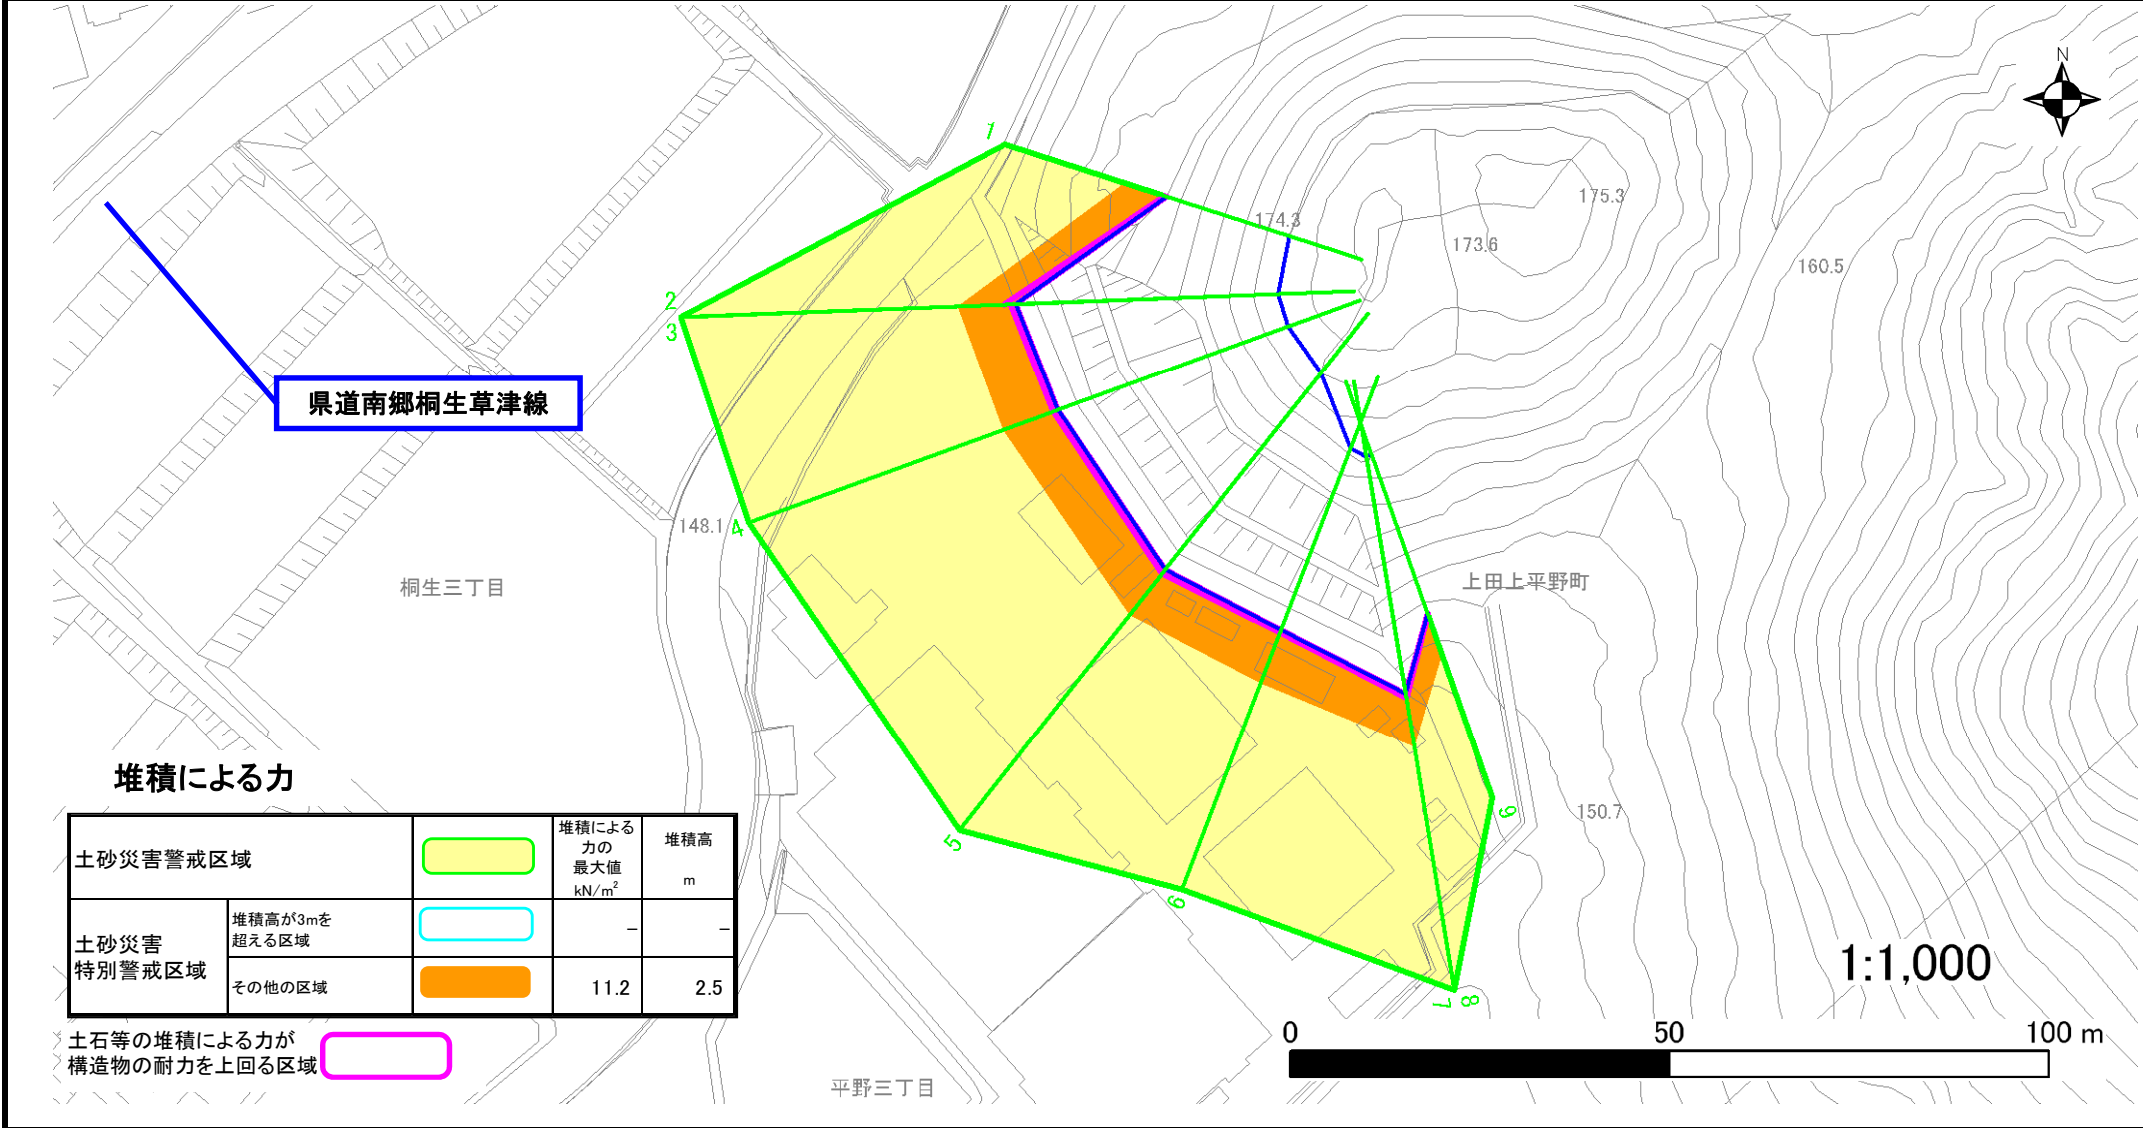 N
1
2
3
4
5
6
7
8
9
174.3
175.3
173.6
160.5
県道南郷桐生草津線
148.1
桐生三丁目
上田上平野町
150.7
平野三丁目
堆積による力
土砂災害警戒区域
堆積による
力の
最大値
kN/m²
堆積高
m
土砂災害
特別警戒区域
堆積高が3mを
超える区域
－
－
その他の区域
11.2
2.5
土石等の堆積による力が
構造物の耐力を上回る区域
1:1,000
0
50
100 m